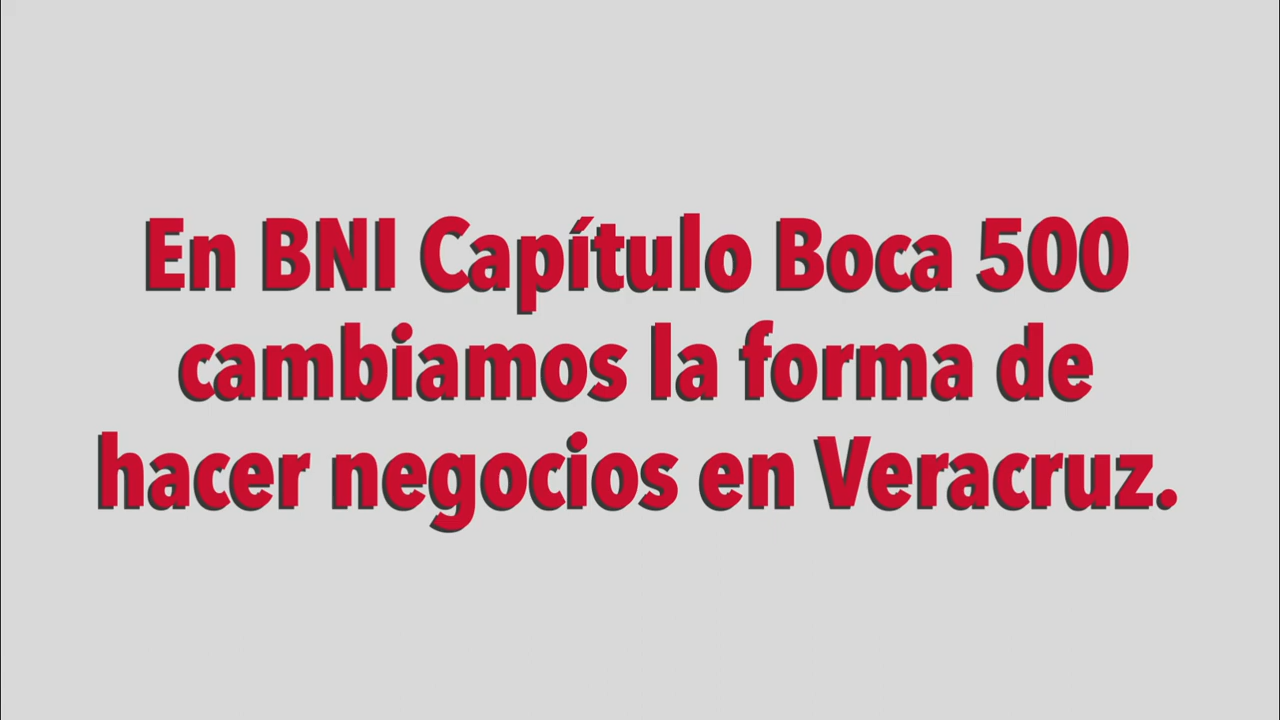 En BNI Capítulo Boca 500
cambiamos la forma de
hacer negocios en Veracruz.